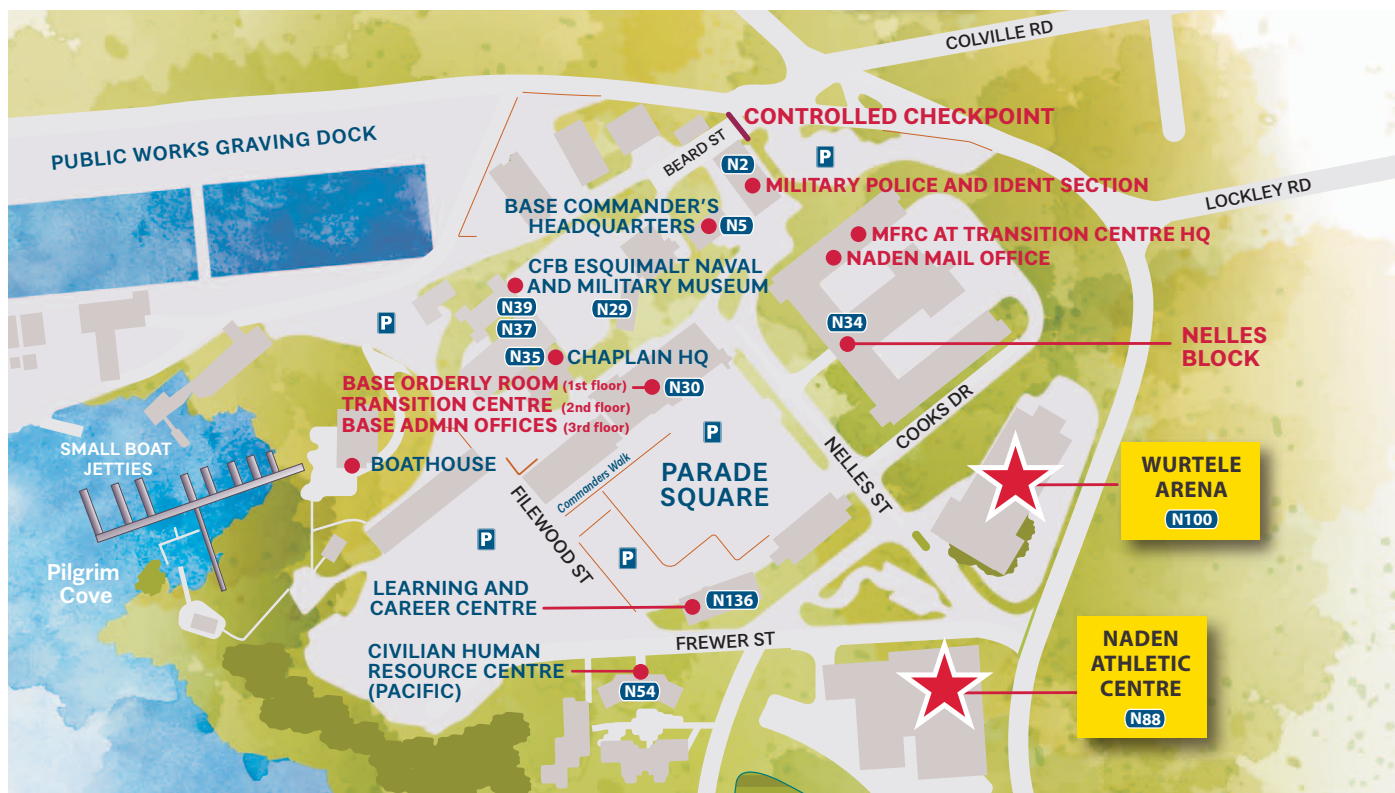 COLVILLE RD
CONTROLLED CHECKPOINT
PUBLIC WORKS GRAVING DOCK
BEARD ST
P
N2
MILITARY POLICE AND IDENT SECTION
LOCKLEY RD
BASE COMMANDER'S
HEADQUARTERS
N5
MFRC AT TRANSITION CENTRE HQ
NADEN MAIL OFFICE
CFB ESQUIMALT NAVAL
AND MILITARY MUSEUM
N39
N29
N37
P
N34
NELLES
BLOCK
N35
CHAPLAIN HQ
BASE ORDERLY ROOM (1st floor)
TRANSITION CENTRE (2nd floor)
BASE ADMIN OFFICES (3rd floor)
N30
COOKS DR
P
SMALL BOAT
JETTIES
BOATHOUSE
PARADE
SQUARE
NELLES ST
WURTELE
ARENA
N100
Commanders Walk
FILEWOOD ST
P
P
Pilgrim
Cove
LEARNING AND
CAREER CENTRE
N136
FREWER ST
CIVILIAN HUMAN
RESOURCE CENTRE
(PACIFIC)
N54
NADEN
ATHLETIC
CENTRE
N88